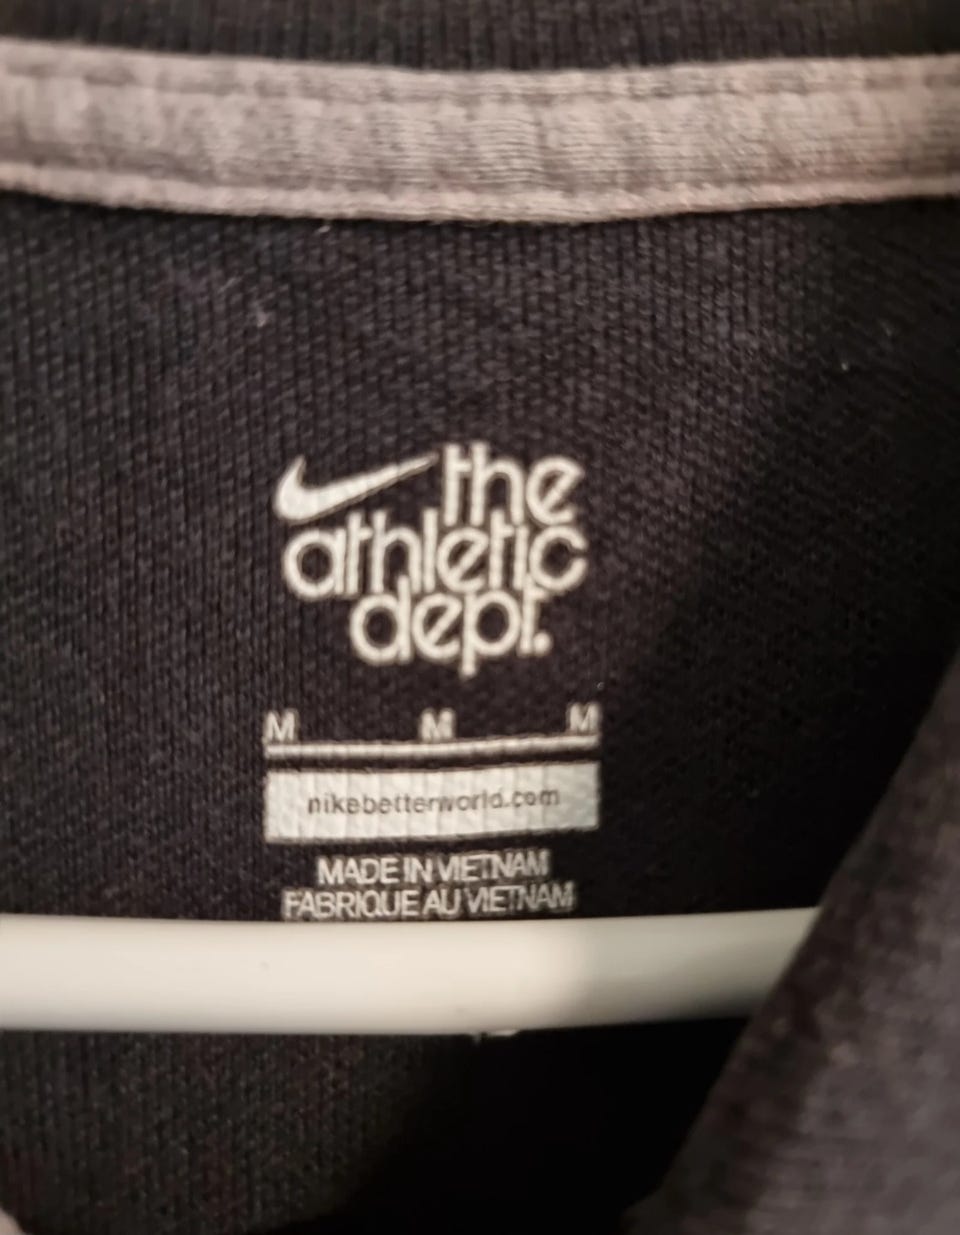 the
athletic
dept.
M M M
nikebetterworld.com
MADE IN VIETNAM
FABRIQUE AU VIETNAM